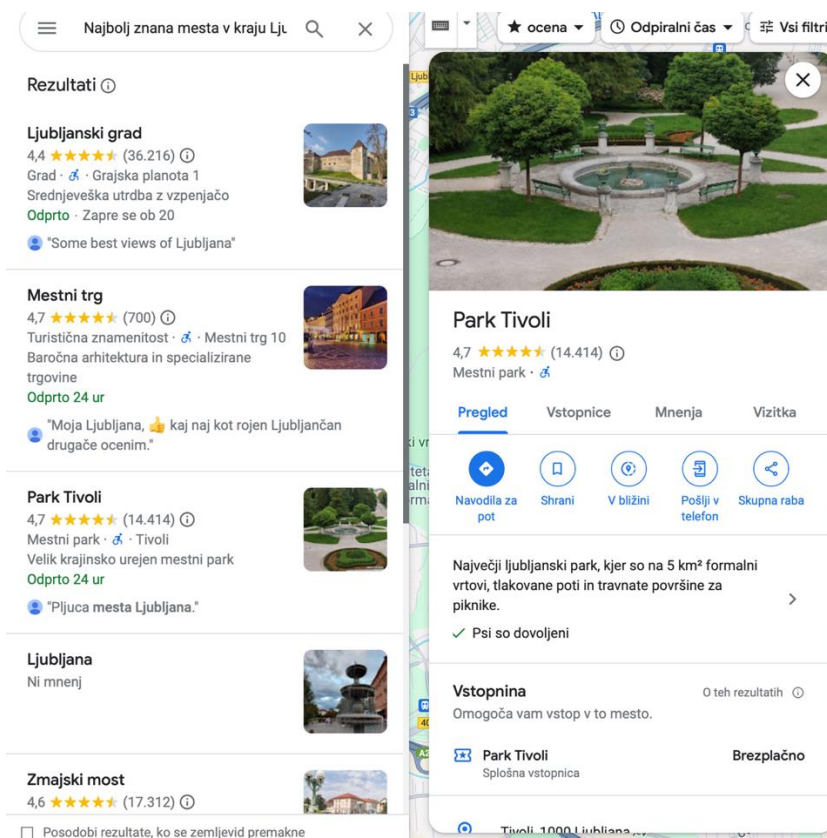 Najbolj znana mesta v kraju Lju
Rezultati
Ljubljanski grad
4,4 (36.216)
Grad · Grajska planota 1
Srednjeveška utrdba z vzpenjačo
Odprto · Zapre se ob 20
"Some best views of Ljubljana"
Mestni trg
4,7 (700)
Turistična znamenitost · Mestni trg 10
Baročna arhitektura in specializirane
trgovine
Odprto 24 ur
"Moja Ljubljana, 👍 kaj naj kot rojen Ljubljančan
drugače ocenim."
Park Tivoli
4,7 (14.414)
Mestni park · Tivoli
Velik krajinsko urejen mestni park
Odprto 24 ur
"Pljuca mesta Ljubljana."
Ljubljana
Ni mnenj
Zmajski most
4,6 (17.312)
Posodobi rezultate, ko se zemljevid premakne
ocena
Odpiralni čas
Vsi filtri
Park Tivoli
4,7 (14.414)
Mestni park ·
Pregled Vstopnice Mnenja Vizitka
Navodila za pot
Shrani
V bližini
Pošlji v telefon
Skupna raba
Največji ljubljanski park, kjer so na 5 km² formalni
vrtovi, tlakovane poti in travnate površine za
piknike.
Psi so dovoljeni
Vstopnina
O teh rezultatih
Omogoča vam vstop v to mesto.
Park Tivoli Brezplačno
Splošna vstopnica
Tivoli, 1000 Ljubljana